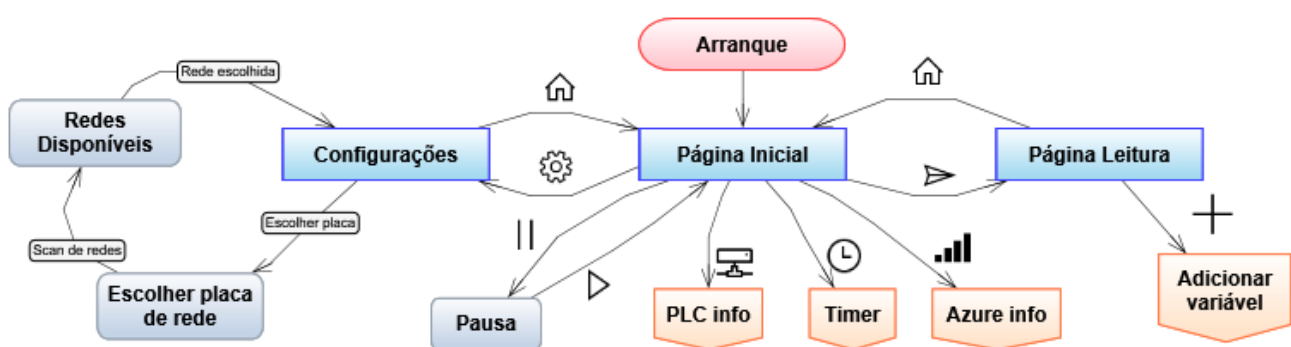 Arranque
Rede escolhida
Redes
Disponíveis
Configurações
Página Inicial
Página Leitura
Escolher placa
Scan de redes
Escolher placa
de rede
Pausa
PLC info
Timer
Azure info
Adicionar
variável